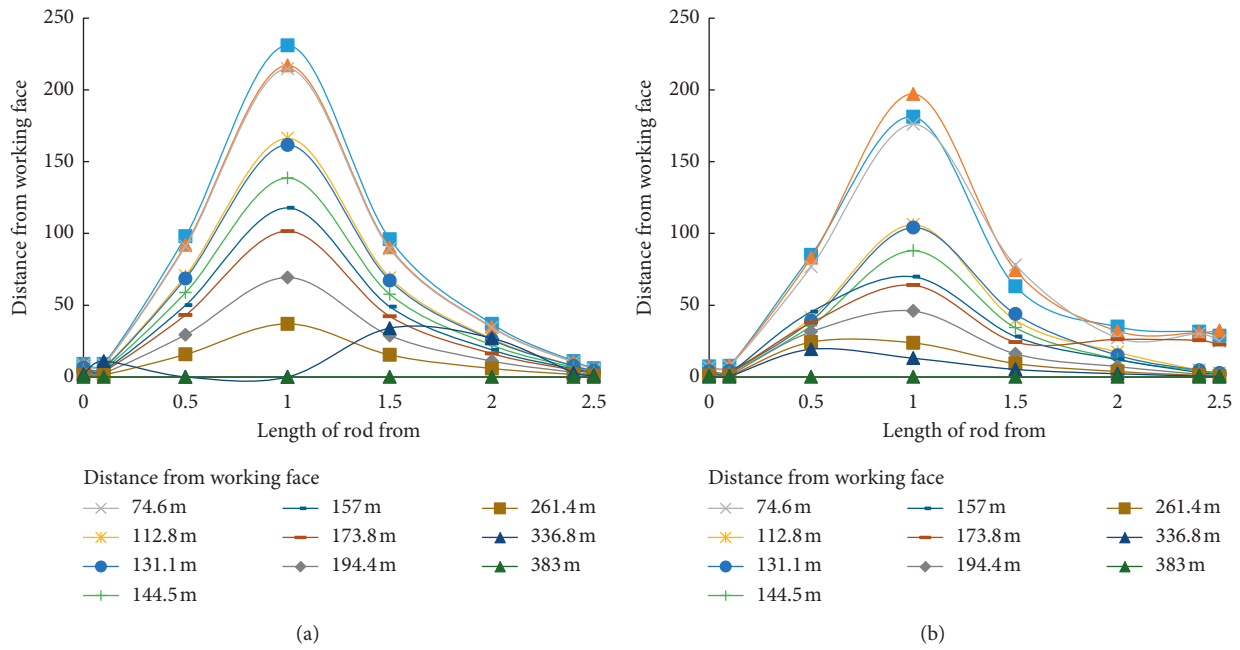 250
200
150
100
50
0
Distance from working face
0 0.5 1 1.5 2 2.5
Length of rod from
Distance from working face
74.6 m 157 m 261.4 m
112.8 m 173.8 m 336.8 m
131.1 m 194.4 m 383 m
144.5 m
(a)
250
200
150
100
50
0
Distance from working face
0 0.5 1 1.5 2 2.5
Length of rod from
Distance from working face
74.6 m 157 m 261.4 m
112.8 m 173.8 m 336.8 m
131.1 m 194.4 m 383 m
144.5 m
(b)